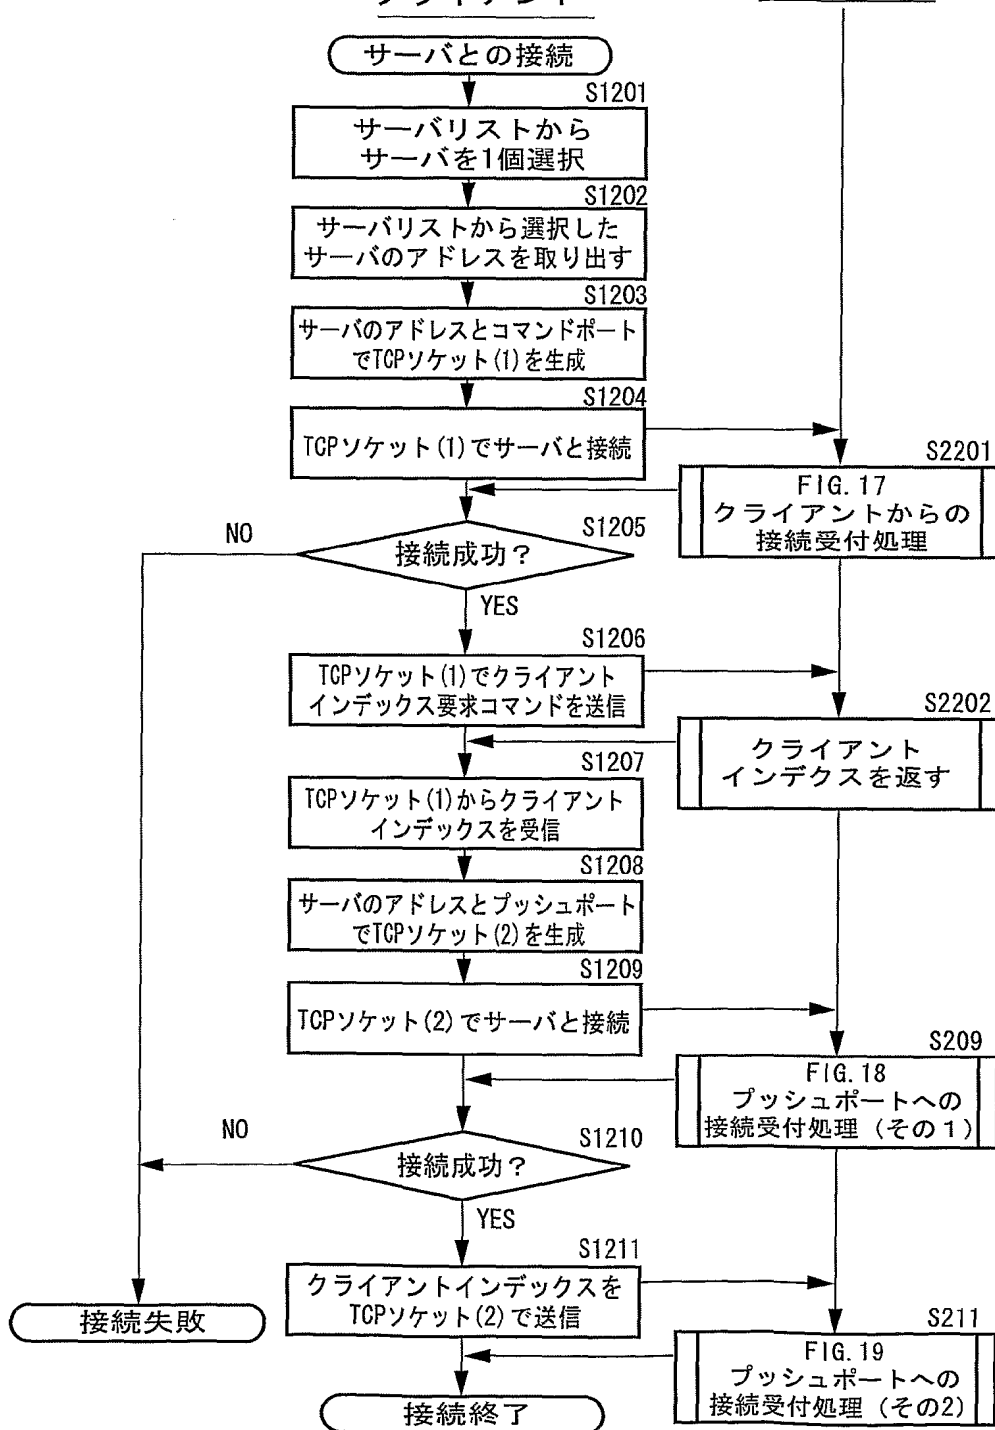 クライアント
サーバとの接続
S1201
サーバリストから
サーバを1個選択
S1202
サーバリストから選択した
サーバのアドレスを取り出す
S1203
サーバのアドレスとコマンドポート
でTCPソケット(1)を生成
S1204
TCPソケット(1)でサーバと接続
S2201
FIG.17
クライアントからの
接続受付処理
S1205
接続成功?
NO
YES
S1206
TCPソケット(1)でクライアント
インデックス要求コマンドを送信
S2202
クライアント
インデクスを返す
S1207
TCPソケット(1)からクライアント
インデックスを受信
S1208
サーバのアドレスとプッシュポート
でTCPソケット(2)を生成
S1209
TCPソケット(2)でサーバと接続
S209
FIG.18
プッシュポートへの
接続受付処理(その1)
S1210
接続成功?
NO
YES
S1211
クライアントインデックスを
TCPソケット(2)で送信
接続失敗
S211
FIG.19
プッシュポートへの
接続受付処理(その2)
接続終了